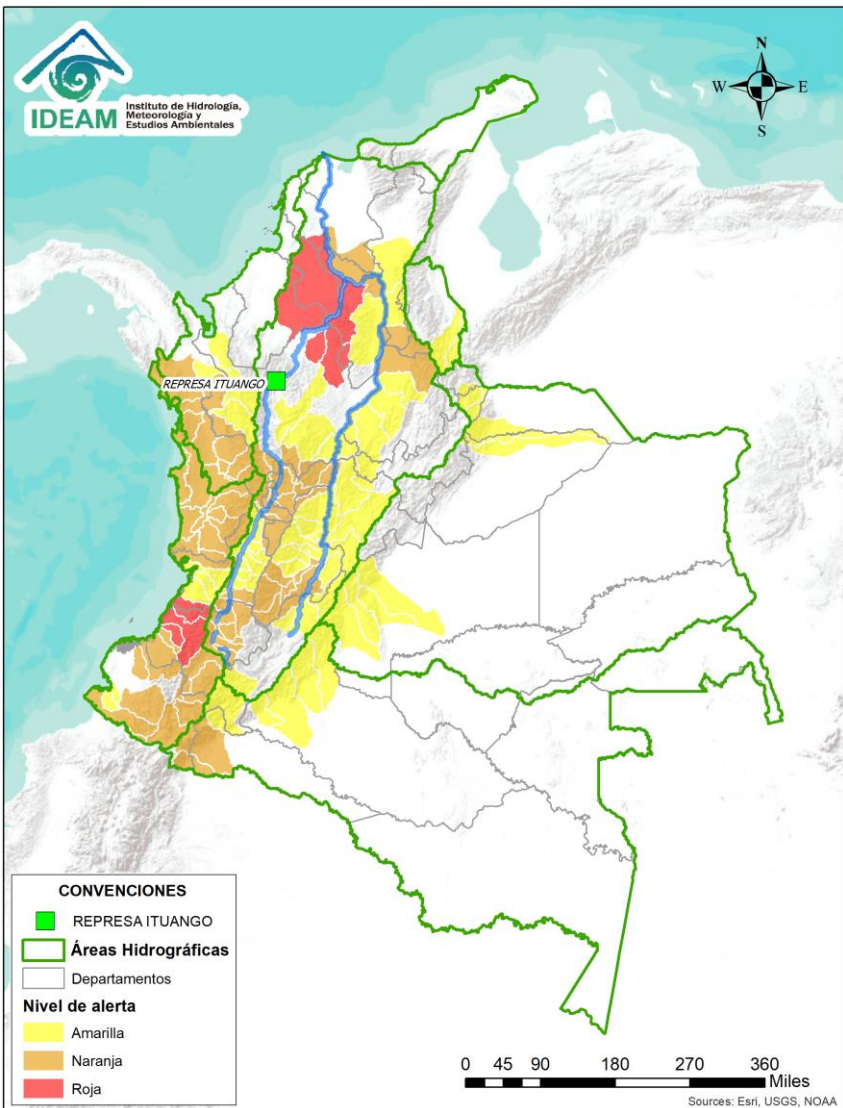 IDEAM
Instituto de Hidrología,
Meteorología y
Estudios Ambientales
N
W
E
S
REPRESA ITUANGO
CONVENCIONES
REPRESA ITUANGO
Áreas Hidrográficas
Departamentos
Nivel de alerta
Amarilla
Naranja
Roja
0 45 90 180 270 360
Miles
Sources: Esri, USGS, NOAA